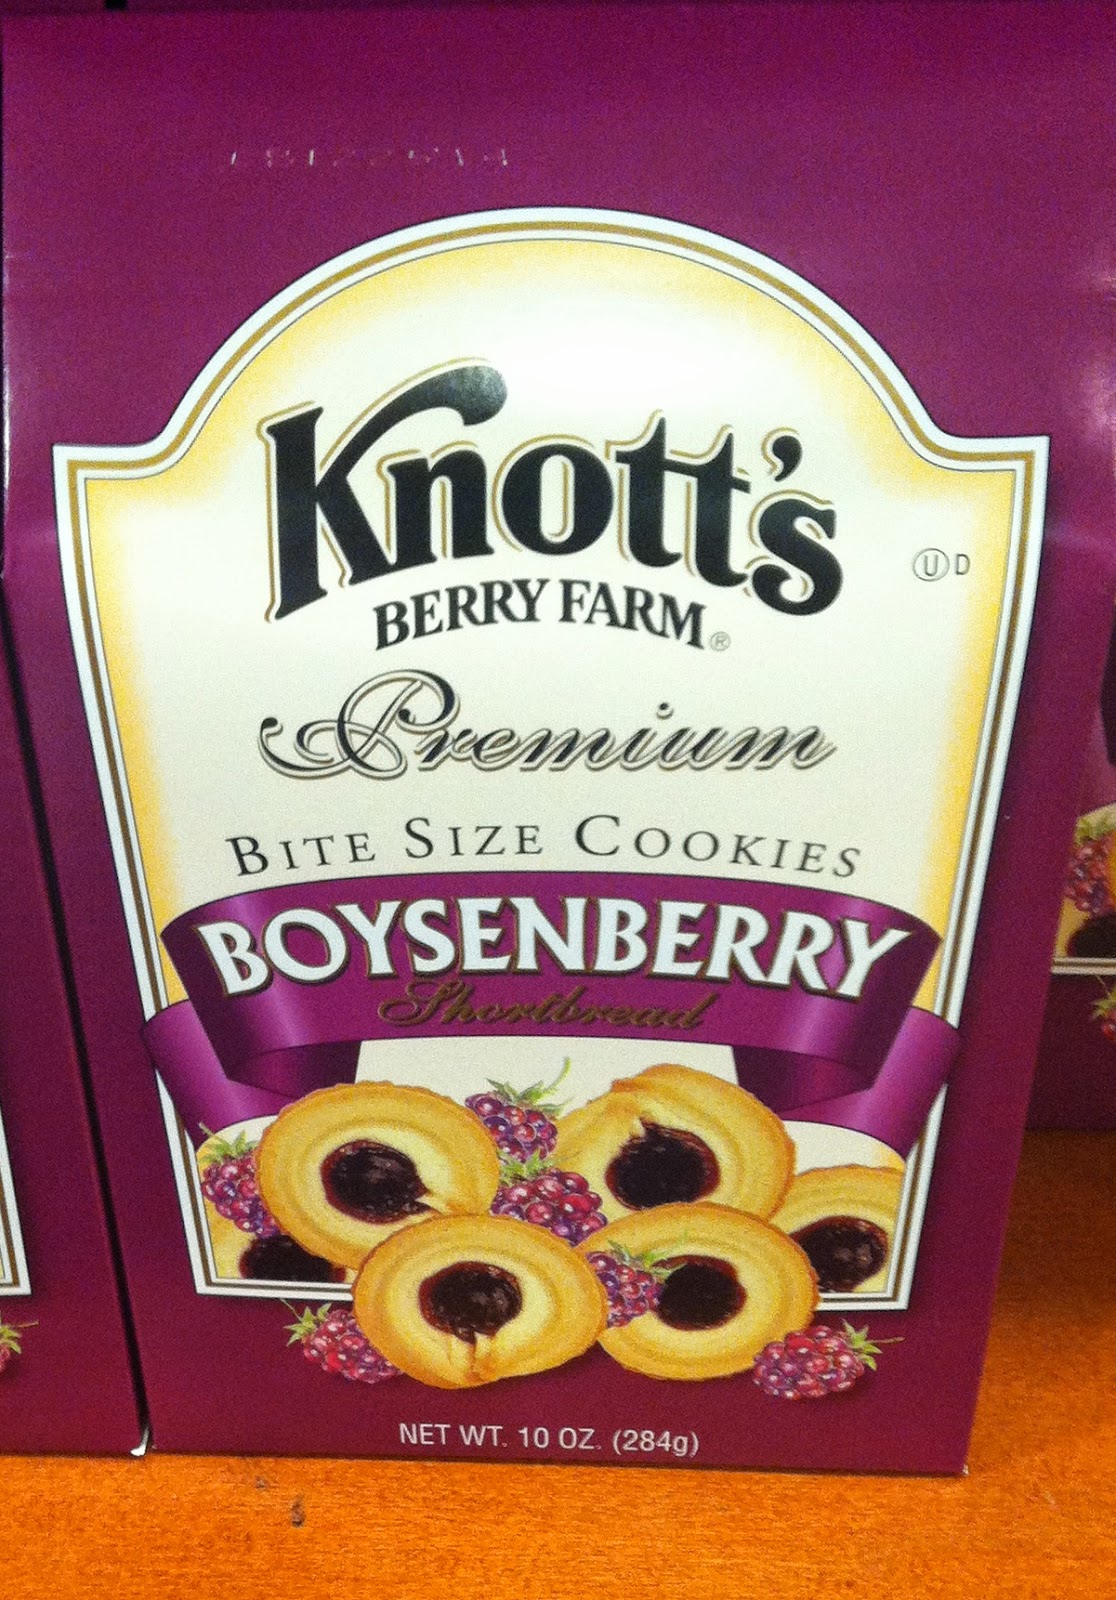 Knott's
BERRY FARM®
Ⓤ D
Premium
BITE SIZE COOKIES
BOYSENBERRY
Shortbread
NET WT. 10 OZ. (284g)